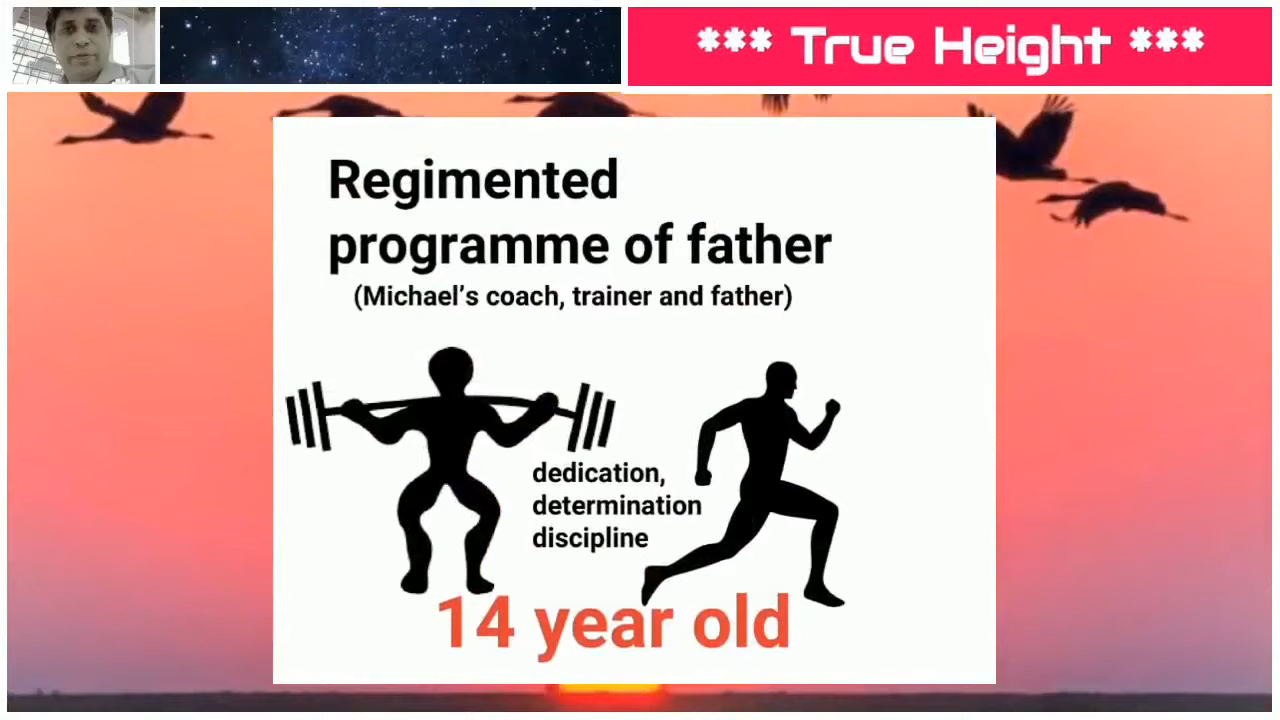 *** True Height ***
Regimented
programme of father
(Michael's coach, trainer and father)
dedication,
determination
discipline
14 year old